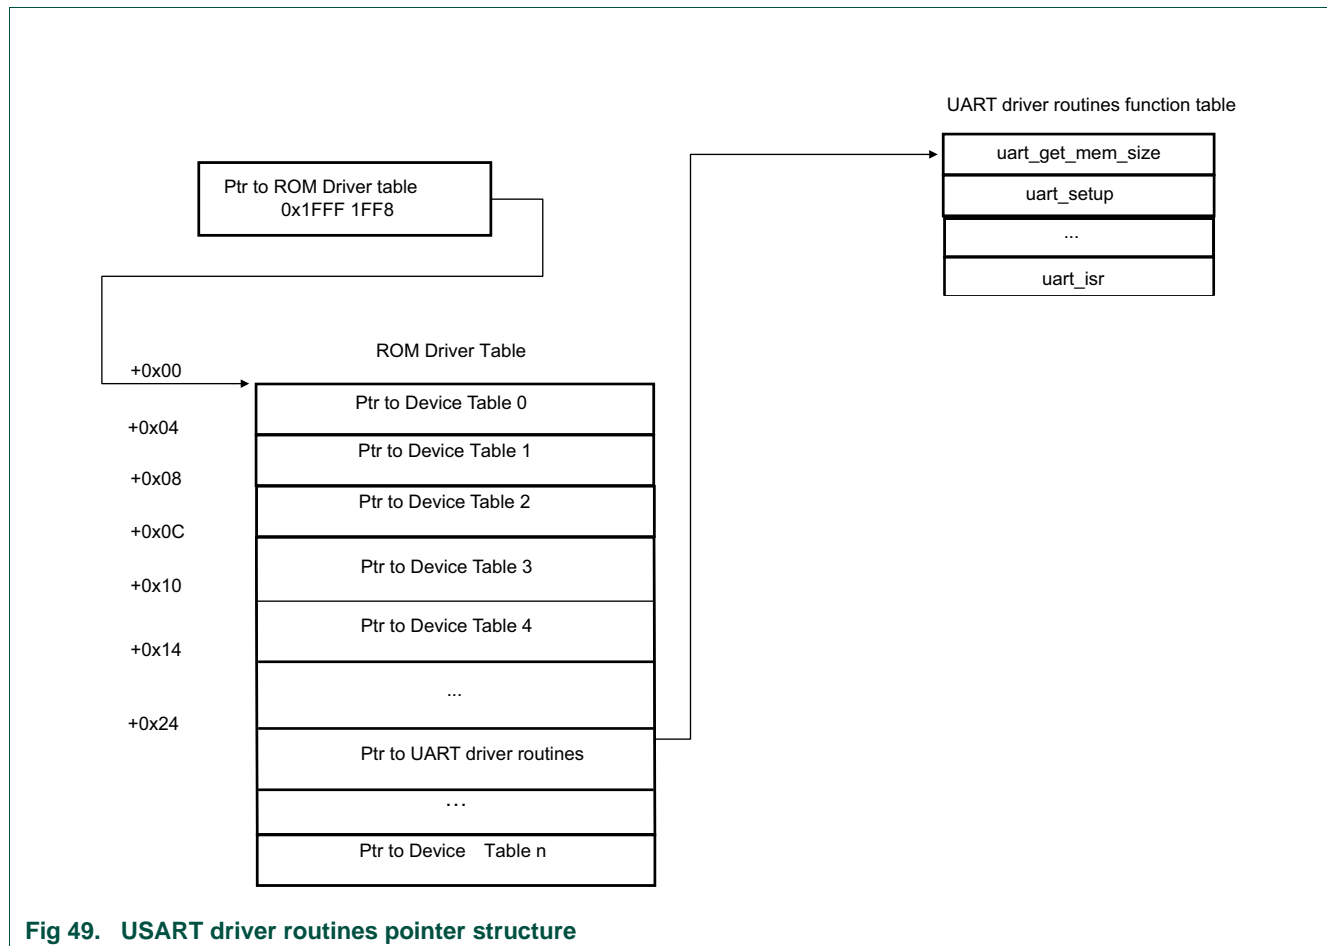 UART driver routines function table
uart_get_mem_size
uart_setup
...
uart_isr
Ptr to ROM Driver table
0x1FFF 1FF8
ROM Driver Table
+0x00
Ptr to Device Table 0
+0x04
Ptr to Device Table 1
+0x08
Ptr to Device Table 2
+0x0C
Ptr to Device Table 3
+0x10
Ptr to Device Table 4
+0x14
...
+0x24
Ptr to UART driver routines
...
Ptr to Device Table n
Fig 49. USART driver routines pointer structure